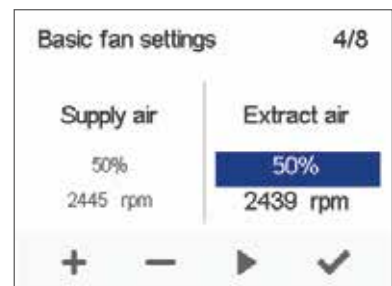 Basic fan settings 4/8
Supply air Extract air
50% 50%
2445 rpm 2439 rpm